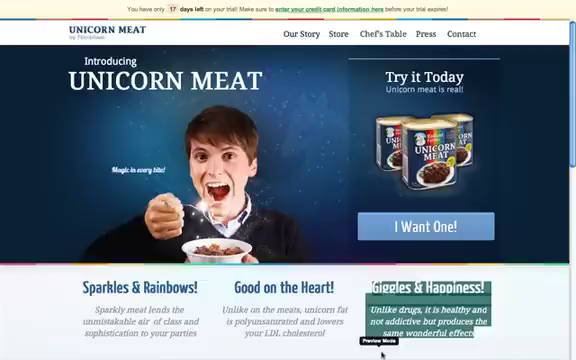 You have only 17 days left on your trial! Make sure to enter your credit card information here before your trial expires!
UNICORN MEAT
Our Story Store Chef's Table Press Contact
Introducing
UNICORN MEAT
Magic in every bite!
Try it Today
Unicorn meat is real!
UNICORN
MEAT
I Want One!
Sparkles & Rainbows!
Sparkly meat lends the
unmistakable air of class and
sophistication to your parties
Good on the Heart!
Unlike on the meats, unicorn fat
is polyunsaturated and lowers
your LDL cholesterol
Giggles & Happiness!
Unlike drugs, it is healthy and
not addictive but produces the
same wonderful effects
Preview Mode